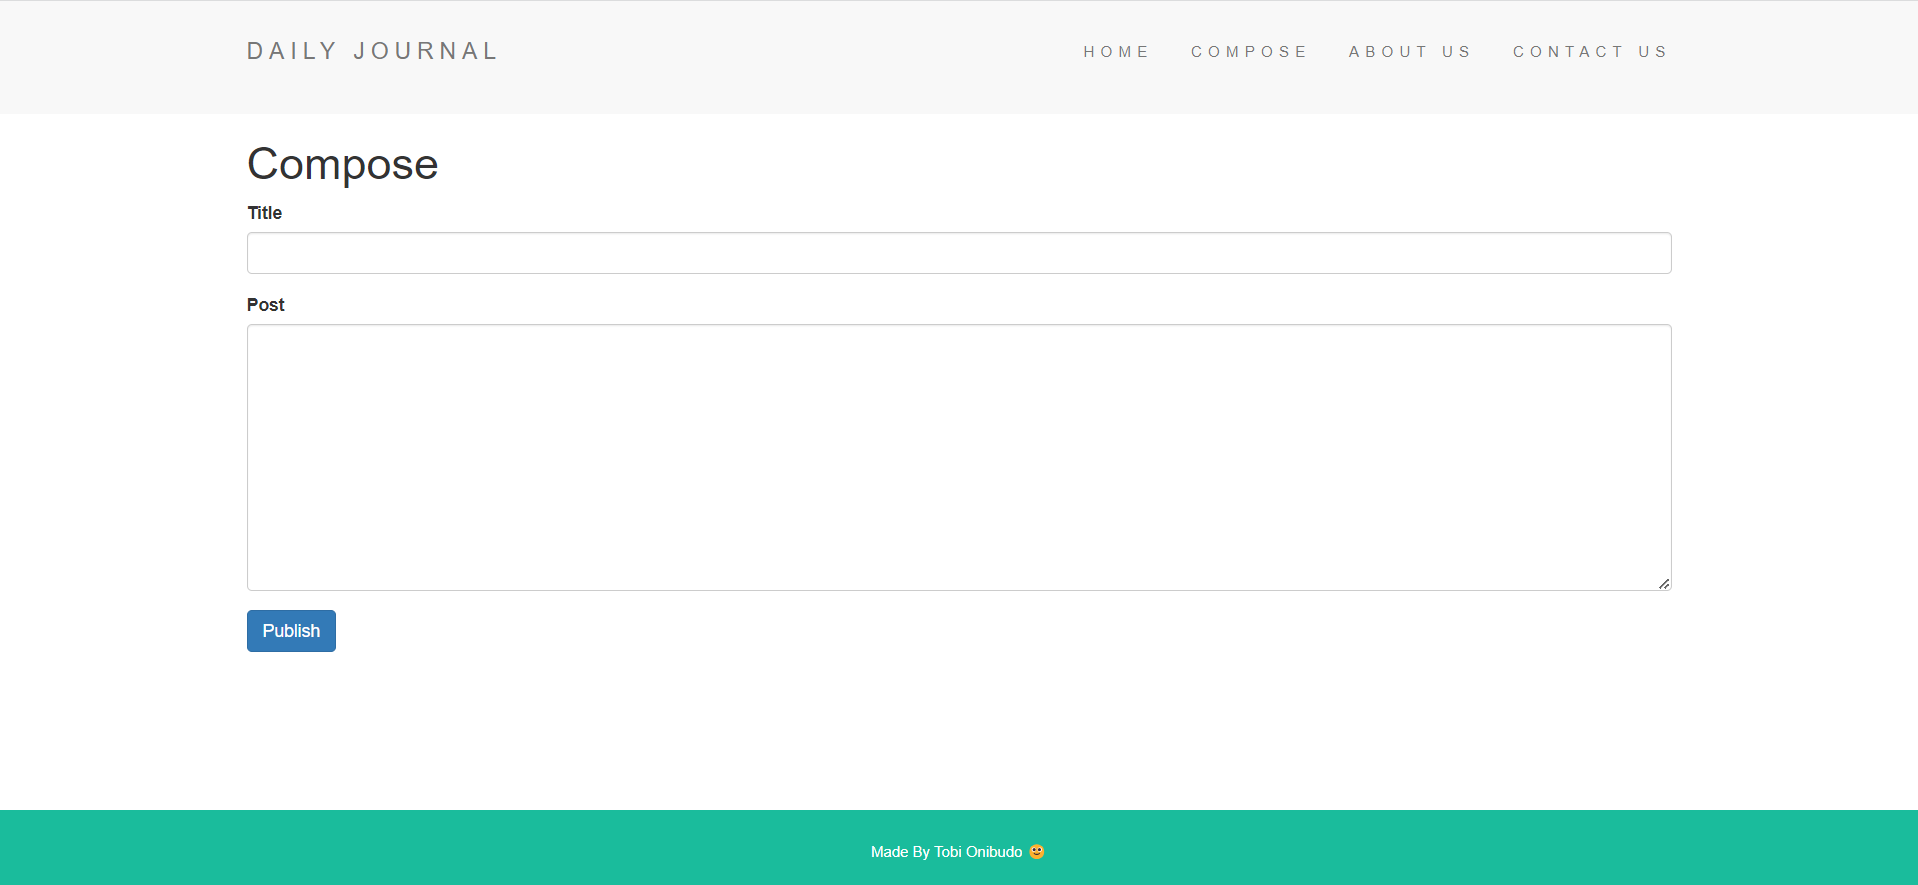 DAILY JOURNAL
HOME COMPOSE ABOUT US CONTACT US
Compose
Title
Post
Publish
Made By Tobi Onibudo 🙂